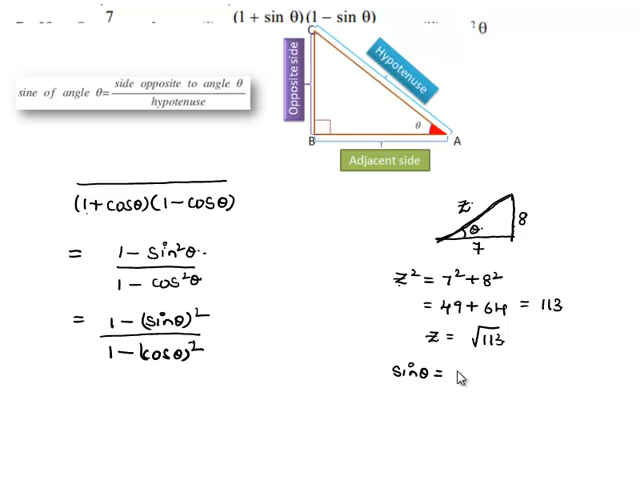 7
(1 + sin θ)(1 − sin θ)
² θ
sine of angle θ= side opposite to angle θ / hypotenuse
C
Opposite side
Hypotenuse
θ
B
A
Adjacent side
(1+cosθ)(1-cosθ)
= 1 - sin²θ / 1 - cos²θ
= 1 - (sinθ)² / 1 - (cosθ)²
z
θ
8
7
z² = 7² + 8²
= 49 + 64 = 113
z = √113
sinθ =